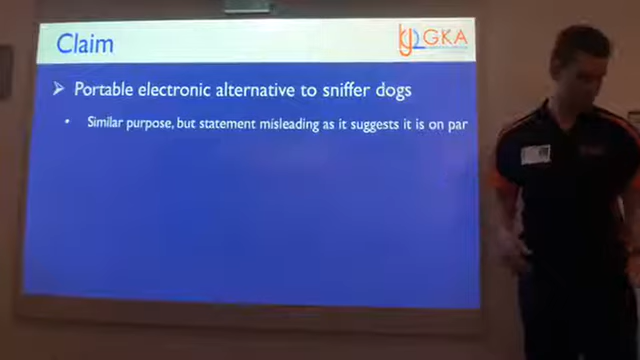 Claim
GKA
Portable electronic alternative to sniffer dogs
Similar purpose, but statement misleading as it suggests it is on par